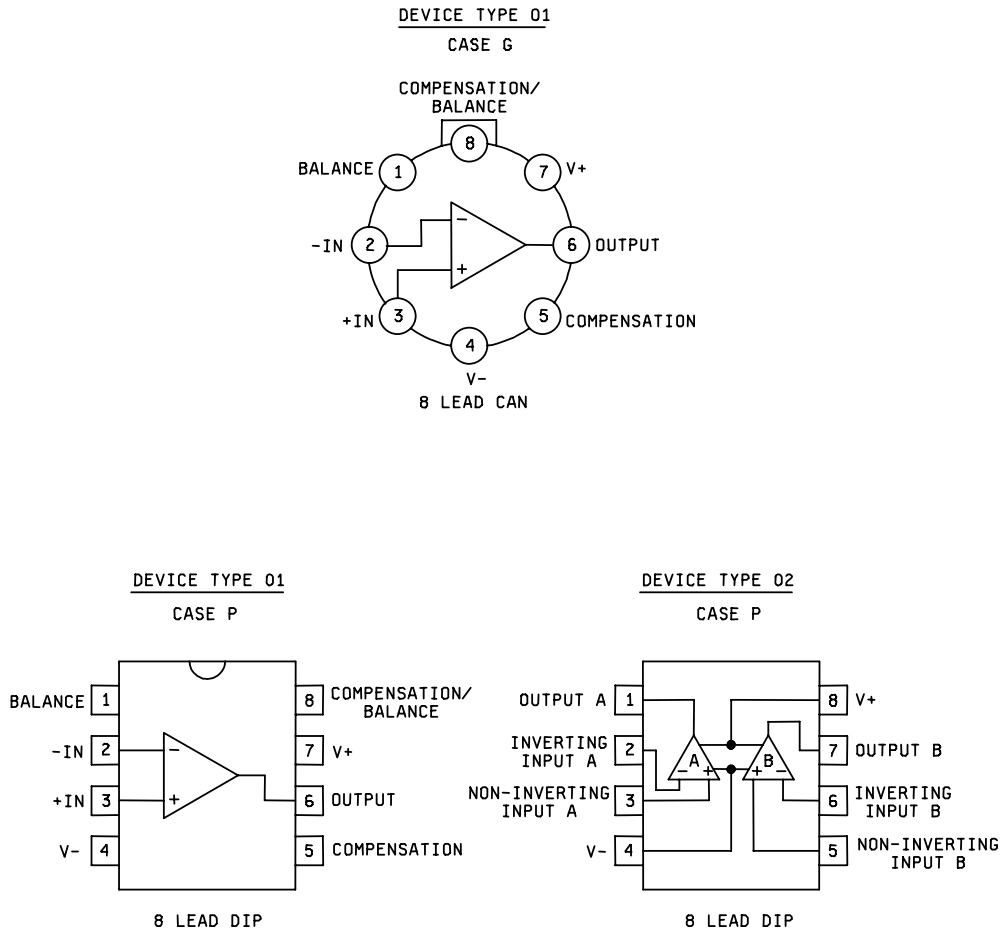 DEVICE TYPE 01
CASE G
COMPENSATION/
BALANCE
8
BALANCE 1
7 V+
-IN 2
-
6 OUTPUT
+
+IN 3
5 COMPENSATION
4
V-
8 LEAD CAN
DEVICE TYPE 01
CASE P
BALANCE 1
8 COMPENSATION/
BALANCE
-IN 2
-
7 V+
+IN 3
+
6 OUTPUT
V- 4
5 COMPENSATION
8 LEAD DIP
DEVICE TYPE 02
CASE P
OUTPUT A 1
8 V+
INVERTING
INPUT A
2
7 OUTPUT B
A
B
- +
+ -
NON-INVERTING
INPUT A
3
6 INVERTING
INPUT B
V- 4
5 NON-INVERTING
INPUT B
8 LEAD DIP